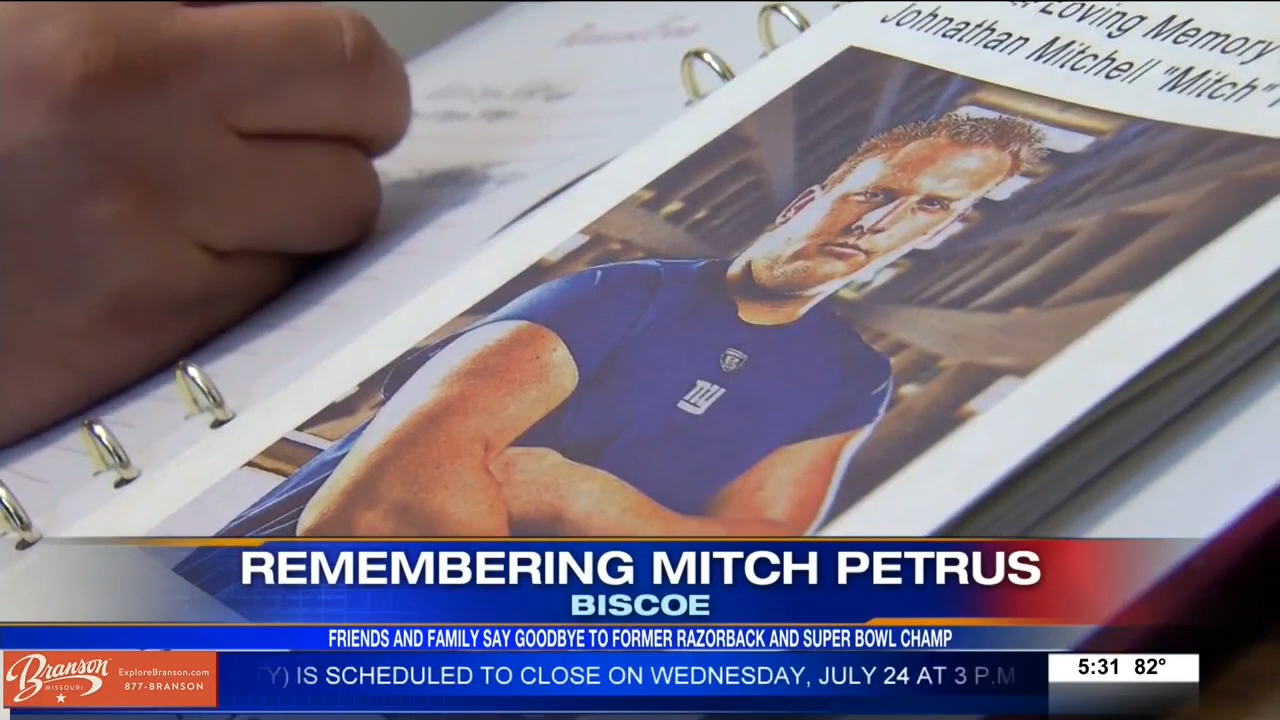 Loving Memory
Johnathan Mitchell "Mitch"
NY
REMEMBERING MITCH PETRUS
BISCOE
FRIENDS AND FAMILY SAY GOODBYE TO FORMER RAZORBACK AND SUPER BOWL CHAMP
Y) IS SCHEDULED TO CLOSE ON WEDNESDAY, JULY 24 AT 3 P.M
5:31 82°
Branson
MISSOURI
ExploreBranson.com
877-BRANSON